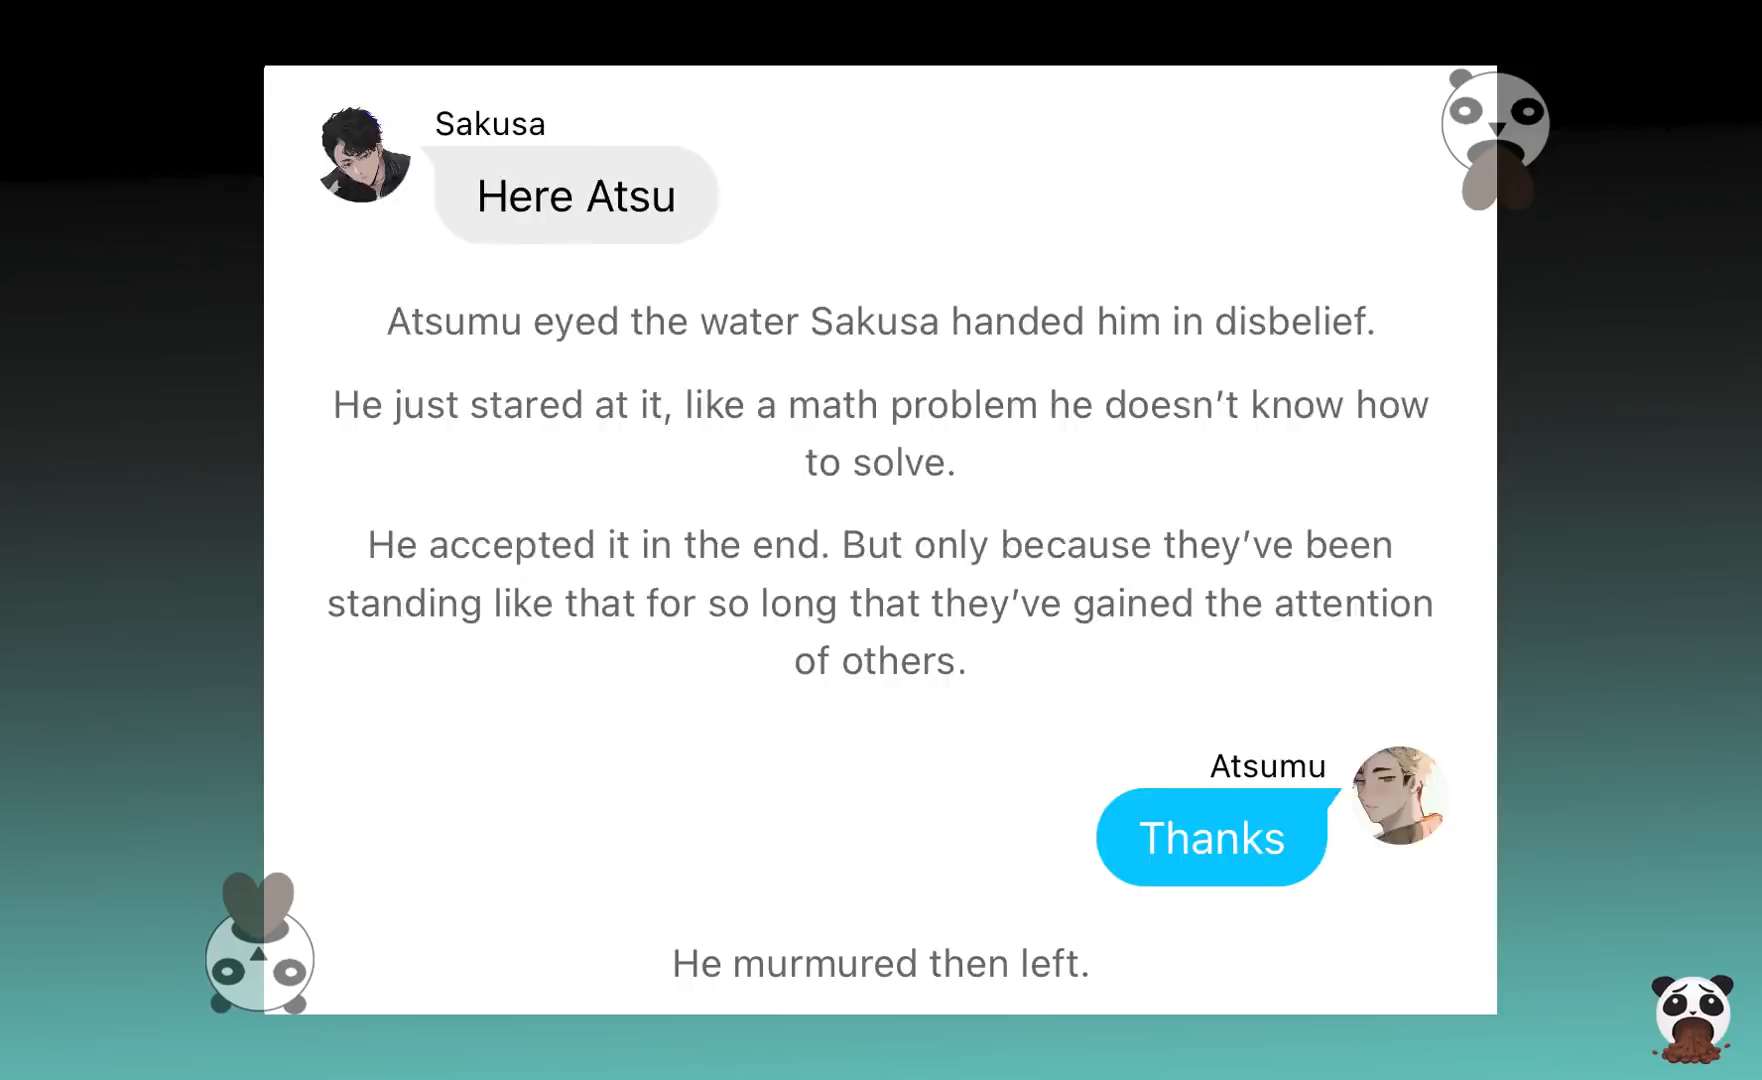 Sakusa
Here Atsu
Atsumu eyed the water Sakusa handed him in disbelief.
He just stared at it, like a math problem he doesn’t know how
to solve.
He accepted it in the end. But only because they’ve been
standing like that for so long that they’ve gained the attention
of others.
Atsumu
Thanks
He murmured then left.